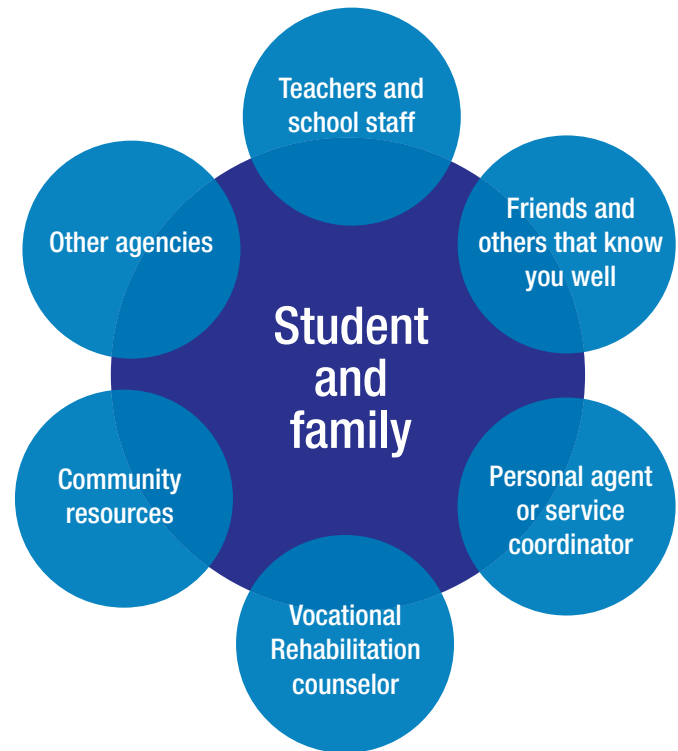 Teachers and
school staff
Friends and
others that know
you well
Other agencies
Student
and
family
Personal agent
or service
coordinator
Community
resources
Vocational
Rehabilitation
counselor